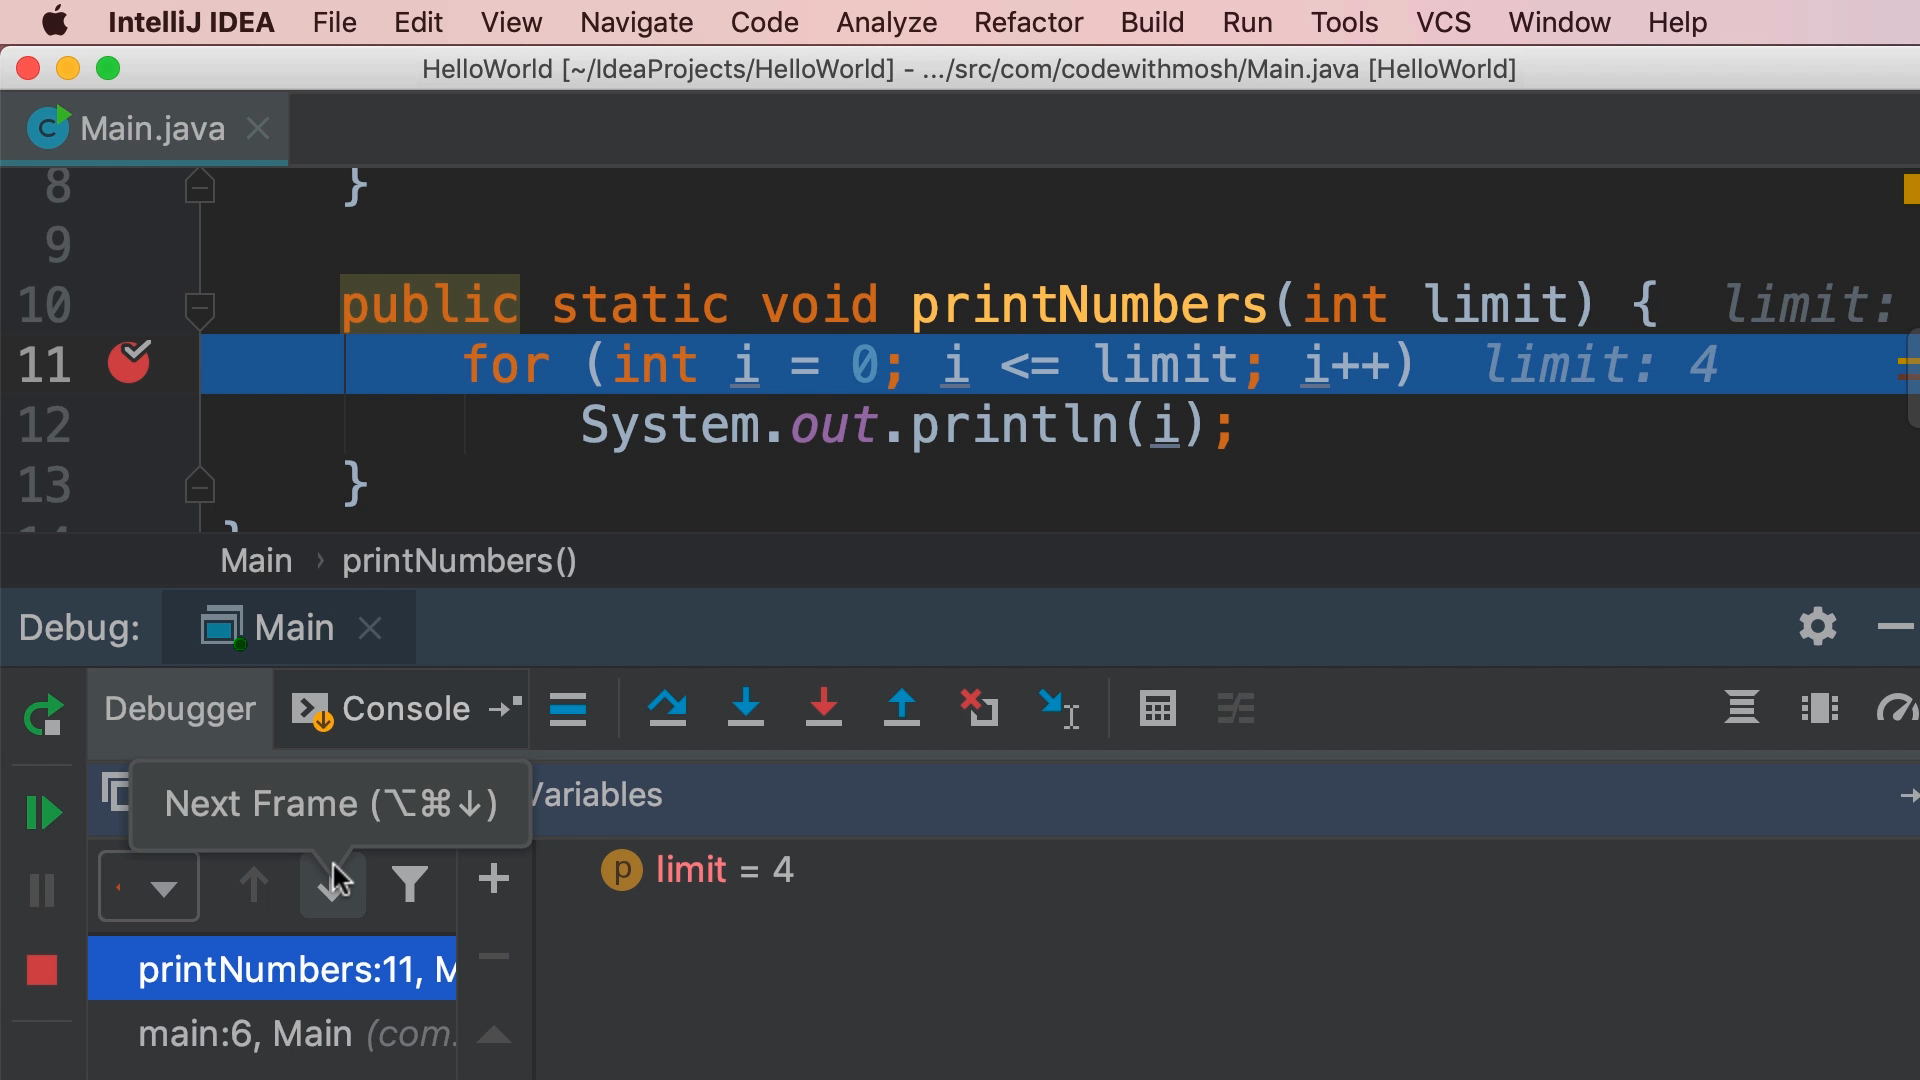 IntelliJ IDEA File Edit View Navigate Code Analyze Refactor Build Run Tools VCS Window Help
HelloWorld [~/IdeaProjects/HelloWorld] - .../src/com/codewithmosh/Main.java [HelloWorld]
Main.java
8 }
9
10 public static void printNumbers(int limit) { limit:
11 for (int i = 0; i <= limit; i++) limit: 4
12 System.out.println(i);
13 }
14 }
Main › printNumbers()
Debug: Main
Debugger Console
Next Frame (⌥⌘↓) Variables
p limit = 4
printNumbers:11, M
main:6, Main (com.